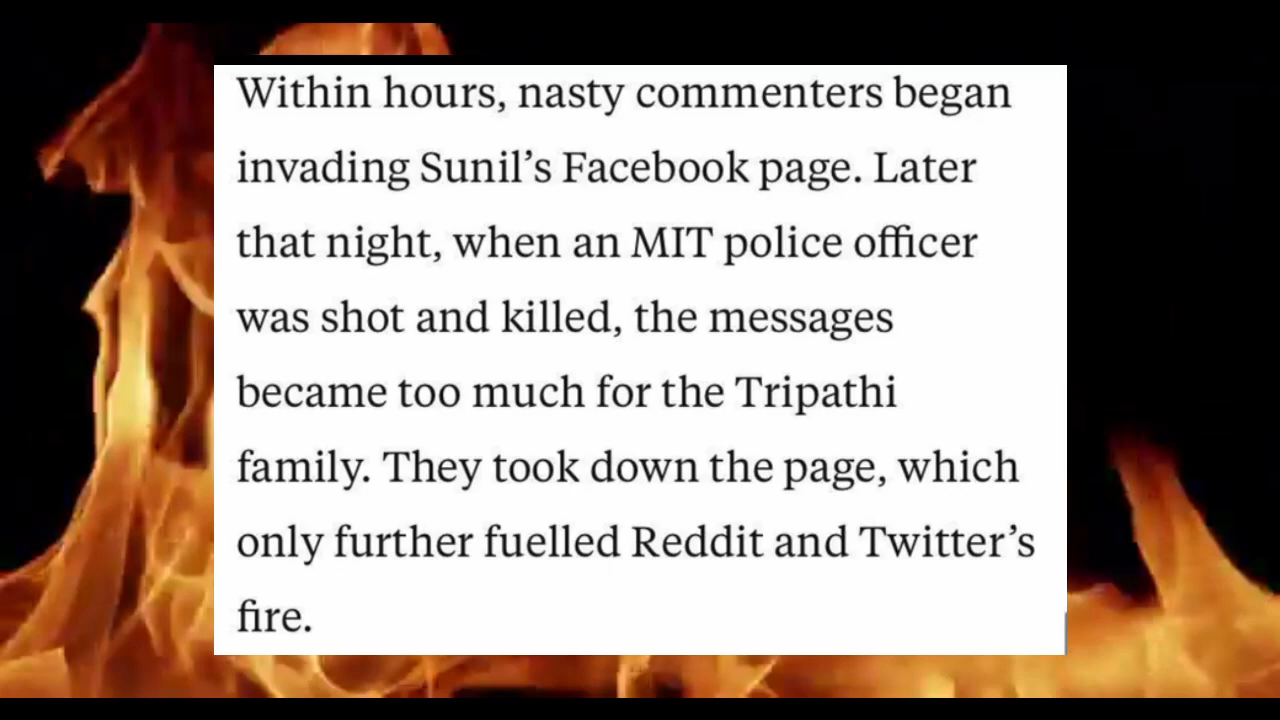 Within hours, nasty commenters began
invading Sunil’s Facebook page. Later
that night, when an MIT police officer
was shot and killed, the messages
became too much for the Tripathi
family. They took down the page, which
only further fuelled Reddit and Twitter’s
fire.